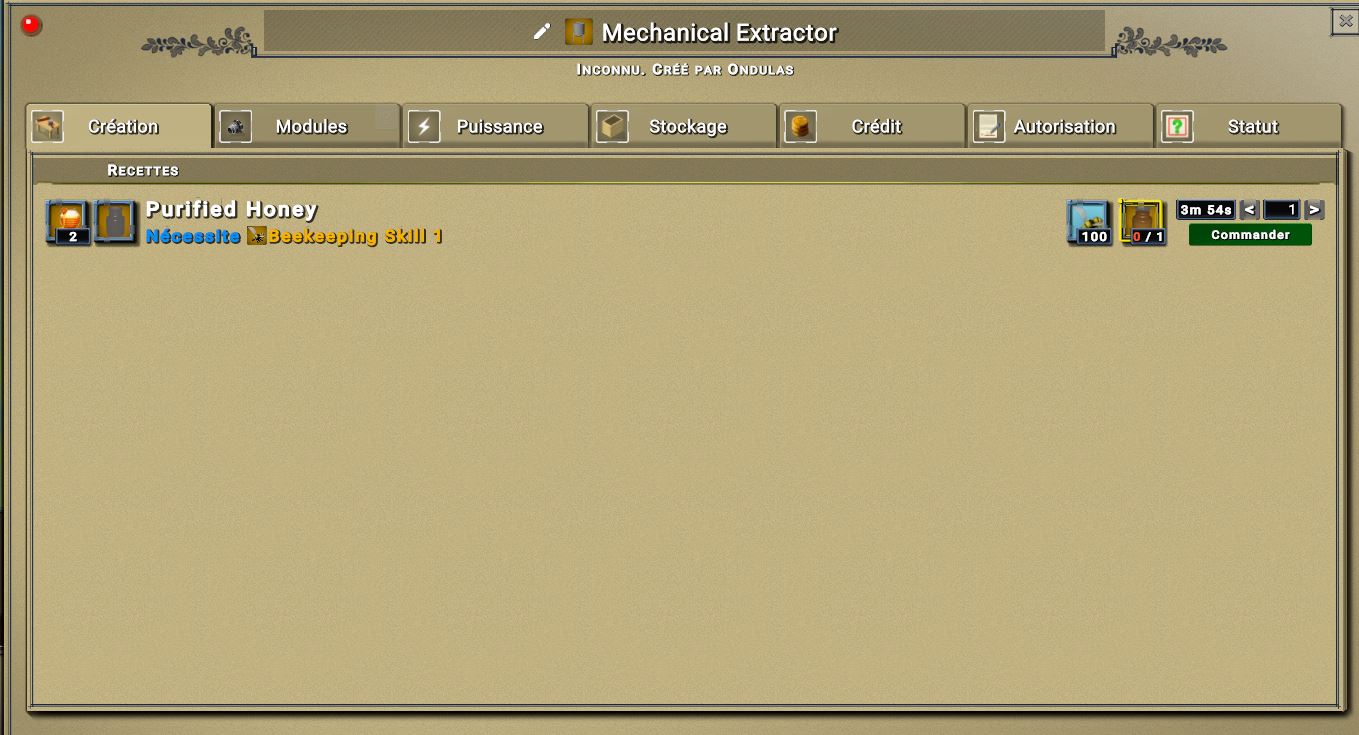 Mechanical Extractor
Inconnu. Créé par Ondulas
Création
Modules
Puissance
Stockage
Crédit
Autorisation
? Statut
Recettes
2 Purified Honey
Nécessite Beekeeping Skill 1
100
0 / 1
3m 54s < 1 >
Commander